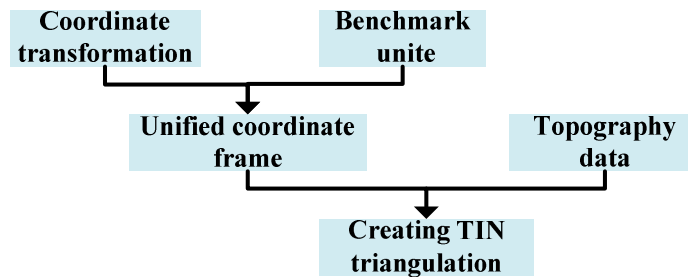 Coordinate
transformation
Benchmark
unite
Unified coordinate
frame
Topography
data
Creating TIN
triangulation